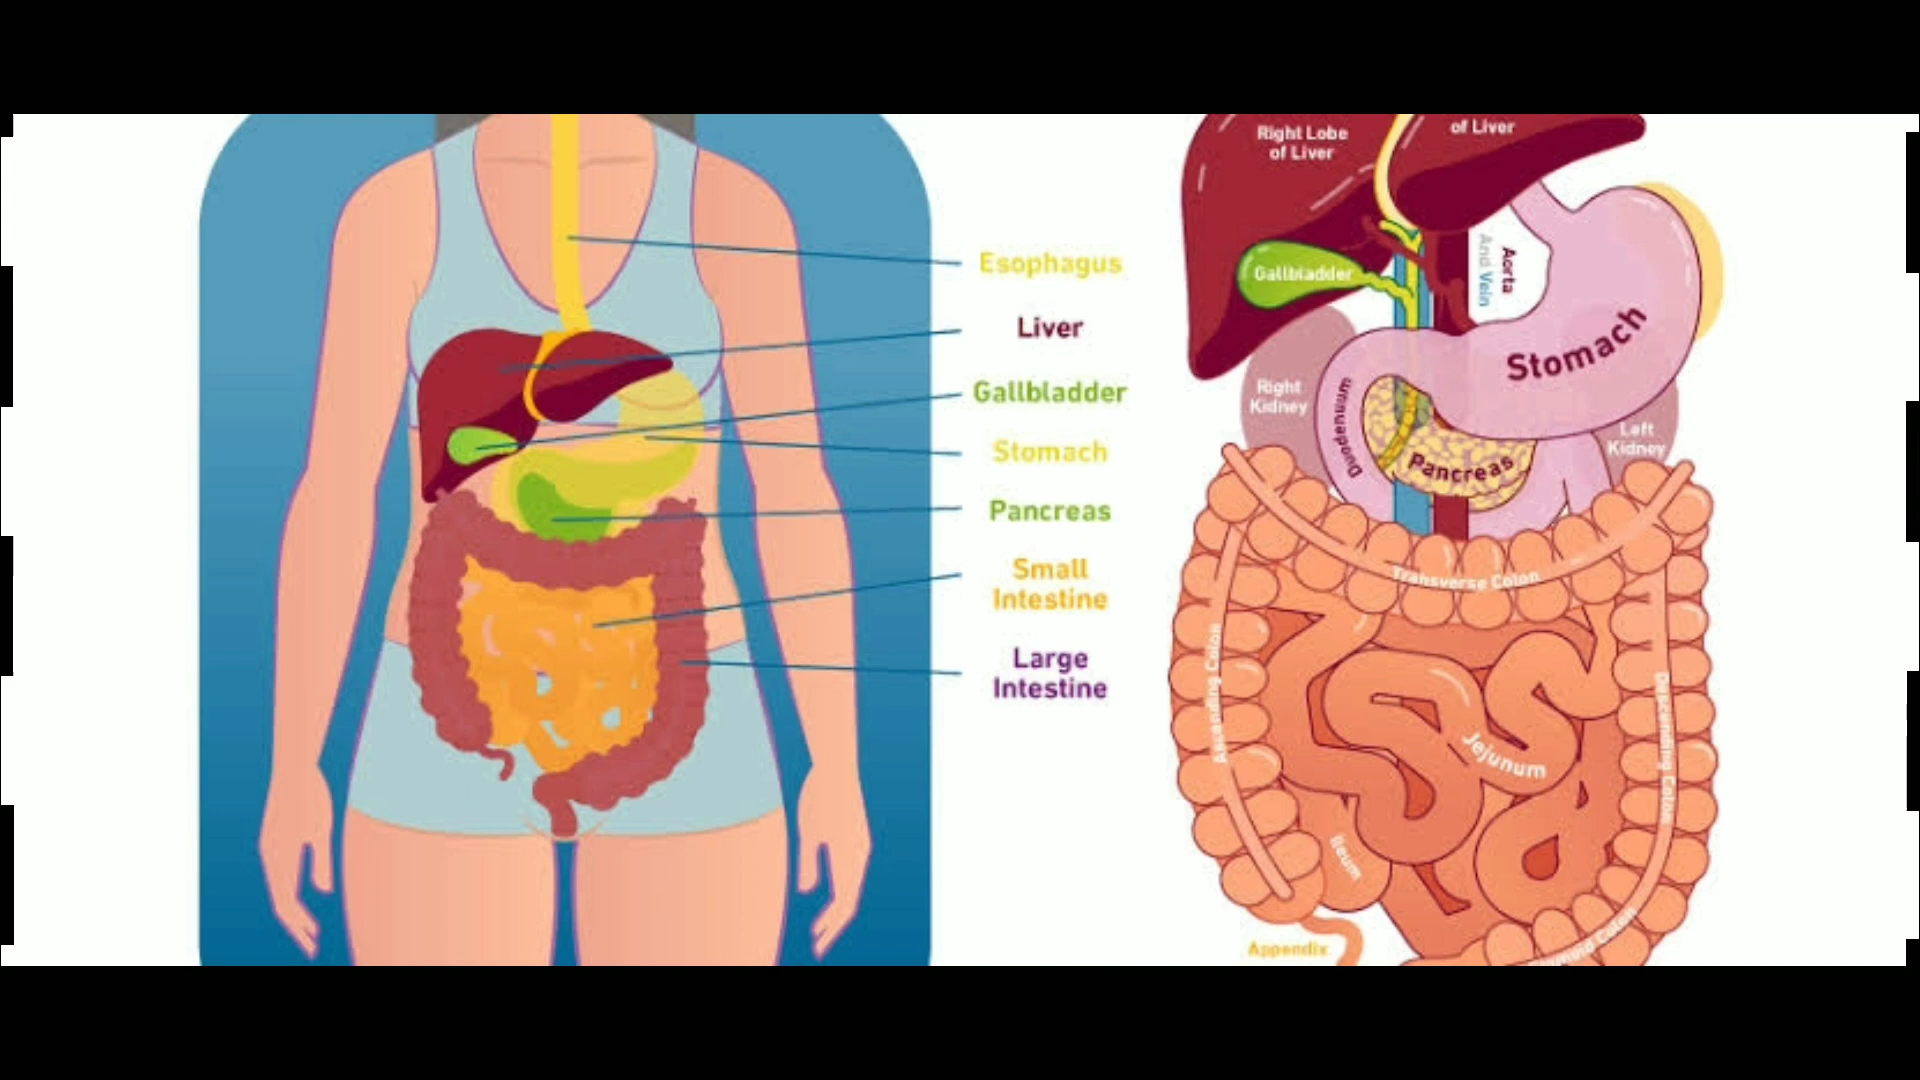 Esophagus
Liver
Gallbladder
Stomach
Pancreas
Small
Intestine
Large
Intestine
Right Lobe
of Liver
of Liver
Gallbladder
Aorta
And Vein
Stomach
Right
Kidney
Duodenum
Pancreas
Left
Kidney
Transverse Colon
Ascending Colon
Descending Colon
Jejunum
Ileum
Appendix
Colon